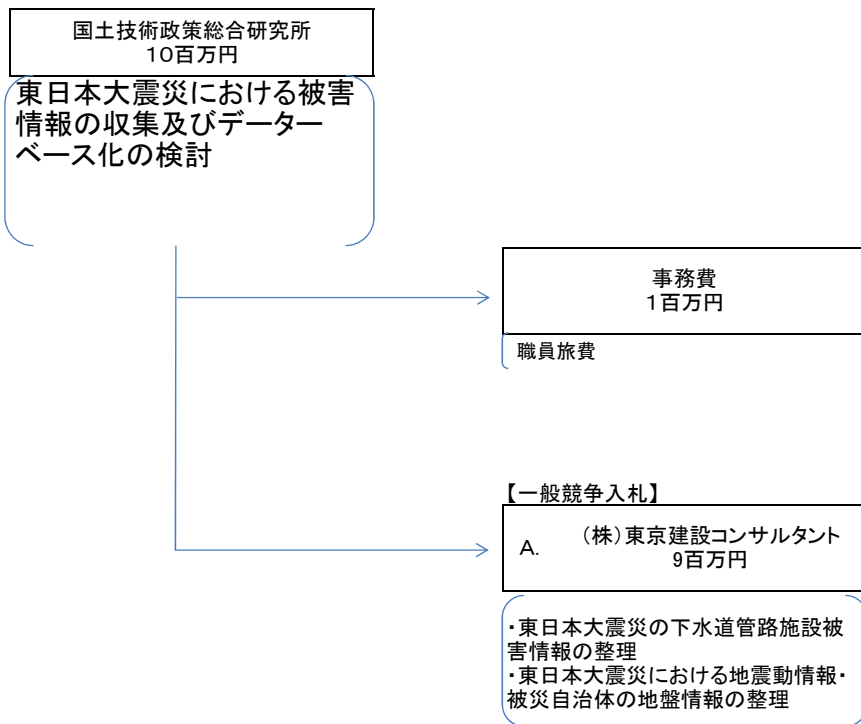 国土技術政策総合研究所
１０百万円
東日本大震災における被害
情報の収集及びデーター
ベース化の検討
事務費
１百万円
職員旅費
【一般競争入札】
A. （株）東京建設コンサルタント
9百万円
・東日本大震災の下水道管路施設被
害情報の整理
・東日本大震災における地震動情報・
被災自治体の地盤情報の整理